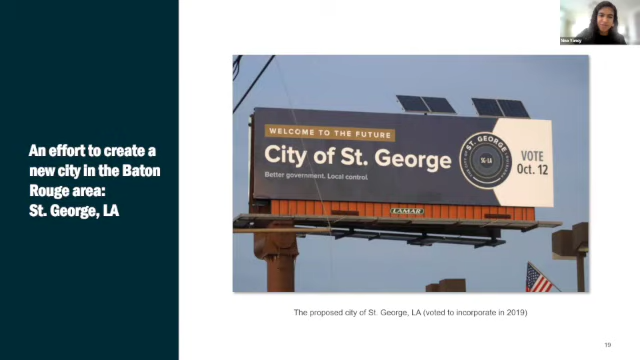 An effort to create a
new city in the Baton
Rouge area:
St. George, LA
WELCOME TO THE FUTURE
City of St. George
Better government. Local control.
ST. GEORGE
SG-LA
VOTE
Oct. 12
LAMAR
The proposed city of St. George, LA (voted to incorporate in 2019)
19